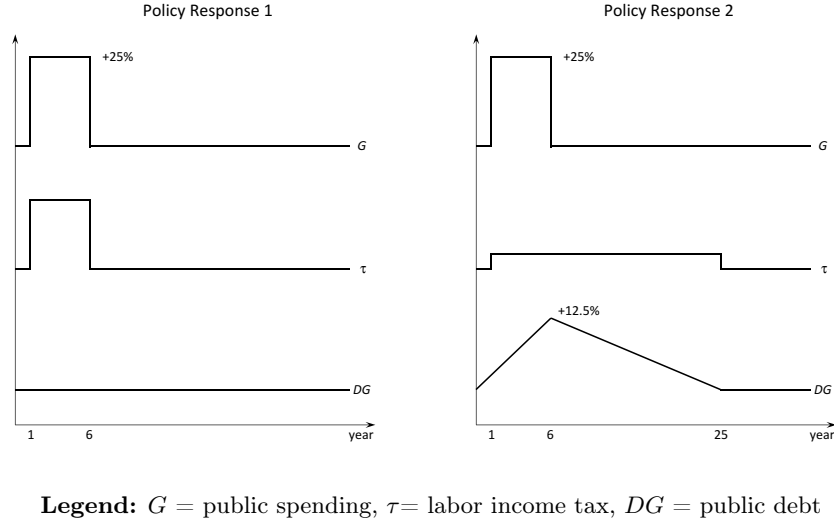 Policy Response 1
+25%
G
τ
DG
1 6 year
Policy Response 2
+25%
G
τ
+12.5%
DG
1 6 25 year
Legend: G = public spending, τ= labor income tax, DG = public debt